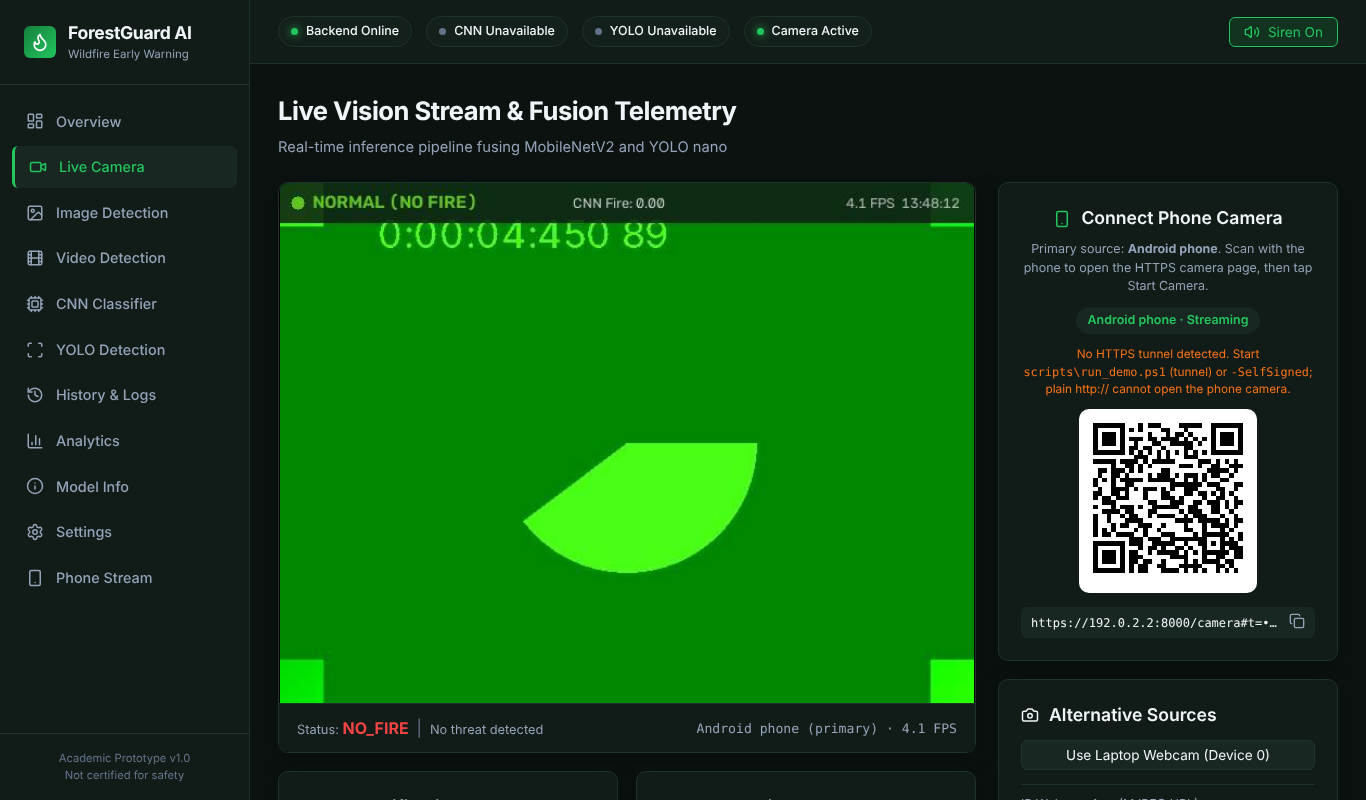 ForestGuard AI
Wildfire Early Warning
Overview
Live Camera
Image Detection
Video Detection
CNN Classifier
YOLO Detection
History & Logs
Analytics
Model Info
Settings
Phone Stream
Academic Prototype v1.0
Not certified for safety
Backend Online
CNN Unavailable
YOLO Unavailable
Camera Active
Siren On
Live Vision Stream & Fusion Telemetry
Real-time inference pipeline fusing MobileNetV2 and YOLO nano
NORMAL (NO FIRE) CNN Fire: 0.00 4.1 FPS 13:48:12
0:00:04:450 89
Status: NO_FIRE | No threat detected Android phone (primary) · 4.1 FPS
Connect Phone Camera
Primary source: Android phone. Scan with the
phone to open the HTTPS camera page, then tap
Start Camera.
Android phone · Streaming
No HTTPS tunnel detected. Start
scripts\run_demo.ps1 (tunnel) or -SelfSigned;
plain http:// cannot open the phone camera.
https://192.0.2.2:8000/camera#t=•…
Alternative Sources
Use Laptop Webcam (Device 0)